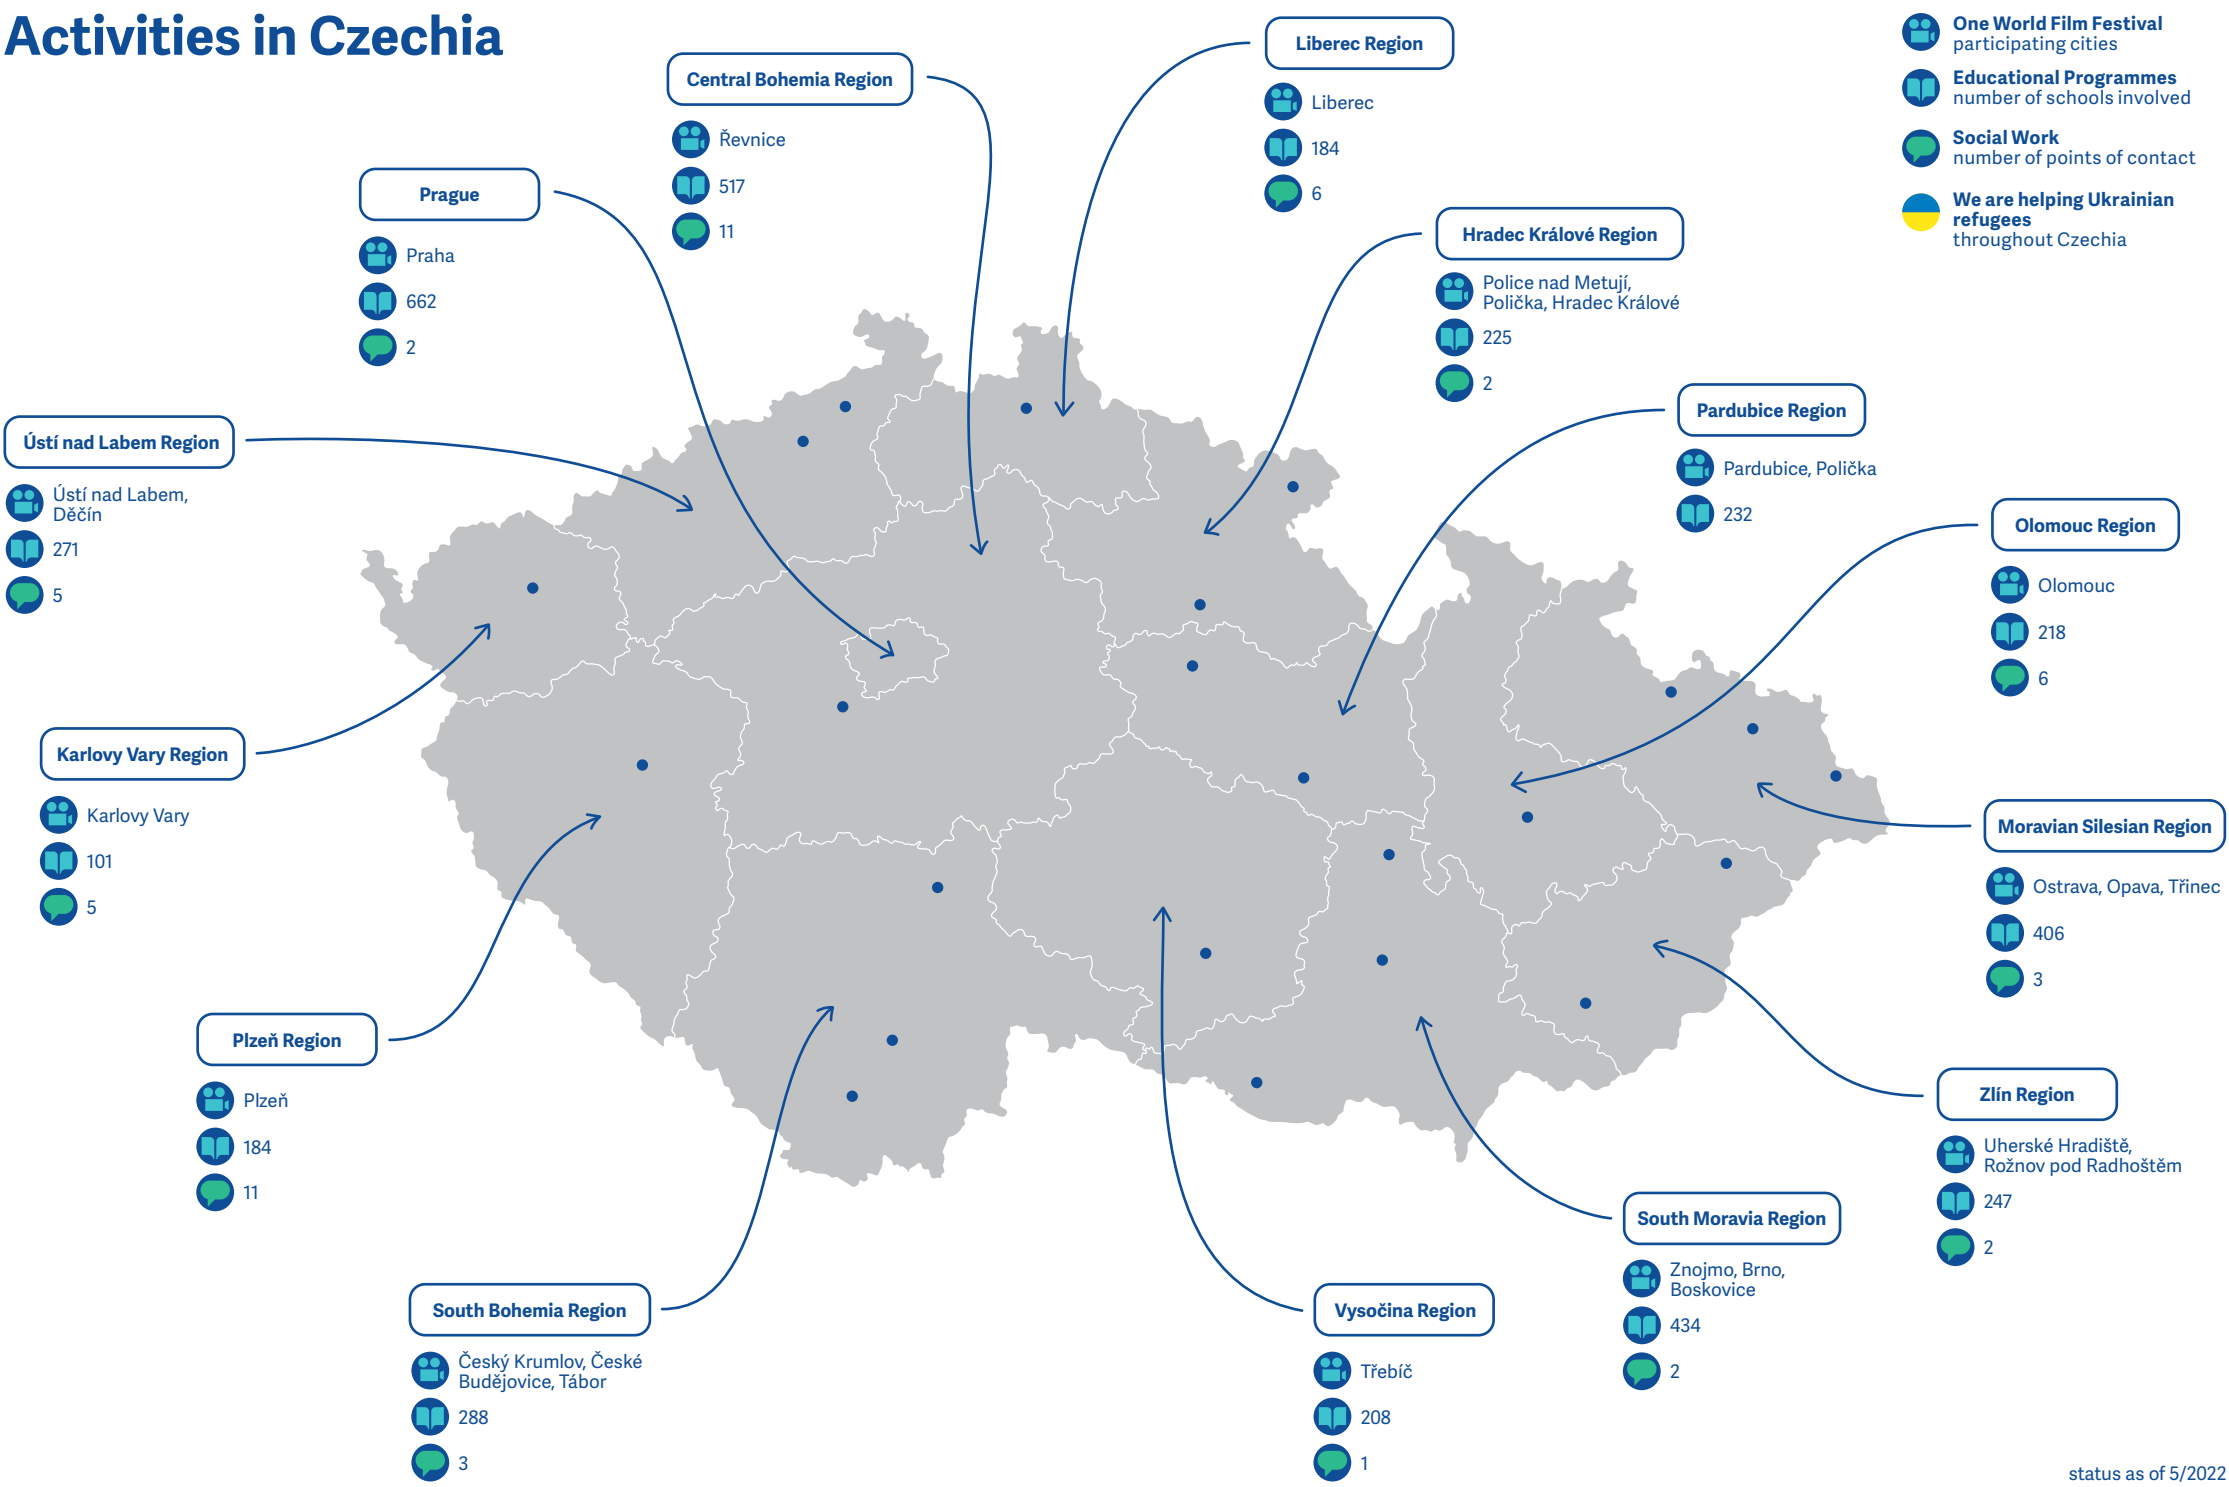 Activities in Czechia
One World Film Festival
participating cities
Educational Programmes
number of schools involved
Social Work
number of points of contact
We are helping Ukrainian
refugees
throughout Czechia
Liberec Region
Liberec
184
6
Central Bohemia Region
Řevnice
517
11
Prague
Praha
662
2
Hradec Králové Region
Police nad Metují,
Polička, Hradec Králové
225
2
Pardubice Region
Pardubice, Polička
232
Ústí nad Labem Region
Ústí nad Labem,
Děčín
271
5
Olomouc Region
Olomouc
218
6
Karlovy Vary Region
Karlovy Vary
101
5
Moravian Silesian Region
Ostrava, Opava, Třinec
406
3
Plzeň Region
Plzeň
184
11
Zlín Region
Uherské Hradiště,
Rožnov pod Radhoštěm
247
2
South Moravia Region
Znojmo, Brno,
Boskovice
434
2
South Bohemia Region
Český Krumlov, České
Budějovice, Tábor
288
3
Vysočina Region
Třebíč
208
1
status as of 5/2022